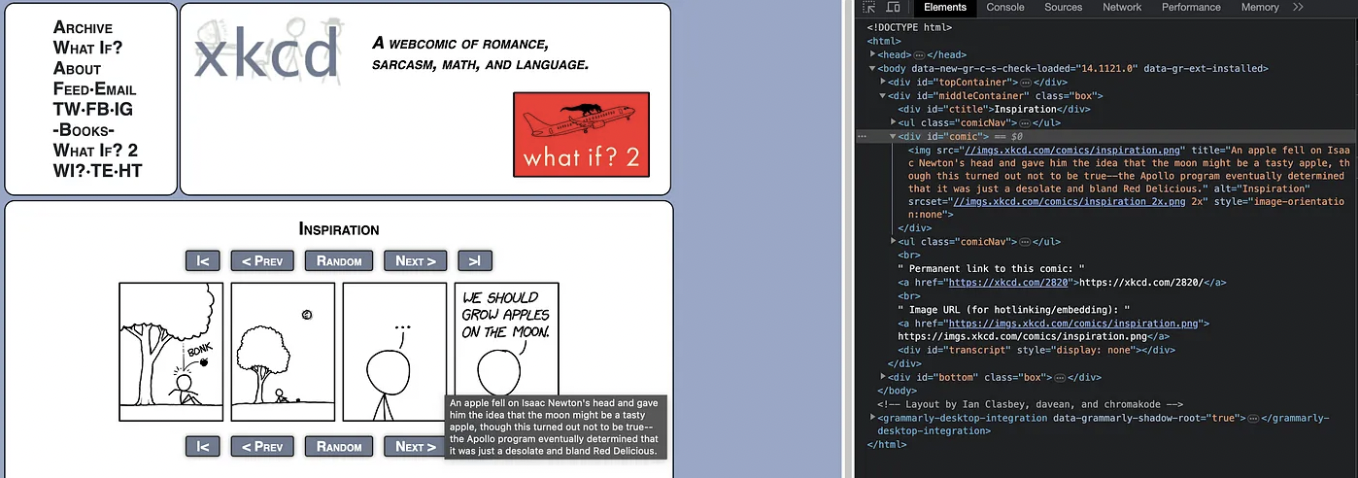 Archive
What If?
About
Feed•Email
TW•FB•IG
-Books-
What If? 2
WI?•TE•HT
xkcd
A webcomic of romance,
sarcasm, math, and language.
what if? 2
Inspiration
|<
< Prev
Random
Next >
>|
BONK
...
WE SHOULD
GROW APPLES
ON THE MOON.
An apple fell on Isaac Newton's head and gave
him the idea that the moon might be a tasty
apple, though this turned out not to be true--
the Apollo program eventually determined that
it was just a desolate and bland Red Delicious.
|<
< Prev
Random
Next >
Elements
Console
Sources
Network
Performance
Memory
<!DOCTYPE html>
<html>
<head>…</head>
<body data-new-gr-c-s-check-loaded="14.1121.0" data-gr-ext-installed>
<div id="topContainer">…</div>
<div id="middleContainer" class="box">
<div id="ctitle">Inspiration</div>
<ul class="comicNav">…</ul>
… <div id="comic"> == $0
<img src="//imgs.xkcd.com/comics/inspiration.png" title="An apple fell on Isaa
c Newton's head and gave him the idea that the moon might be a tasty apple, th
ough this turned out not to be true--the Apollo program eventually determined
that it was just a desolate and bland Red Delicious." alt="Inspiration"
srcset="//imgs.xkcd.com/comics/inspiration_2x.png 2x" style="image-orientatio
n:none">
</div>
<ul class="comicNav">…</ul>
<br>
" Permanent link to this comic: "
<a href="https://xkcd.com/2820">https://xkcd.com/2820/</a>
<br>
" Image URL (for hotlinking/embedding): "
<a href="https://imgs.xkcd.com/comics/inspiration.png">
https://imgs.xkcd.com/comics/inspiration.png</a>
<div id="transcript" style="display: none"></div>
</div>
<div id="bottom" class="box">…</div>
</body>
<!-- Layout by Ian Clasbey, davean, and chromakode -->
<grammarly-desktop-integration data-grammarly-shadow-root="true">…</grammarly-
desktop-integration>
</html>